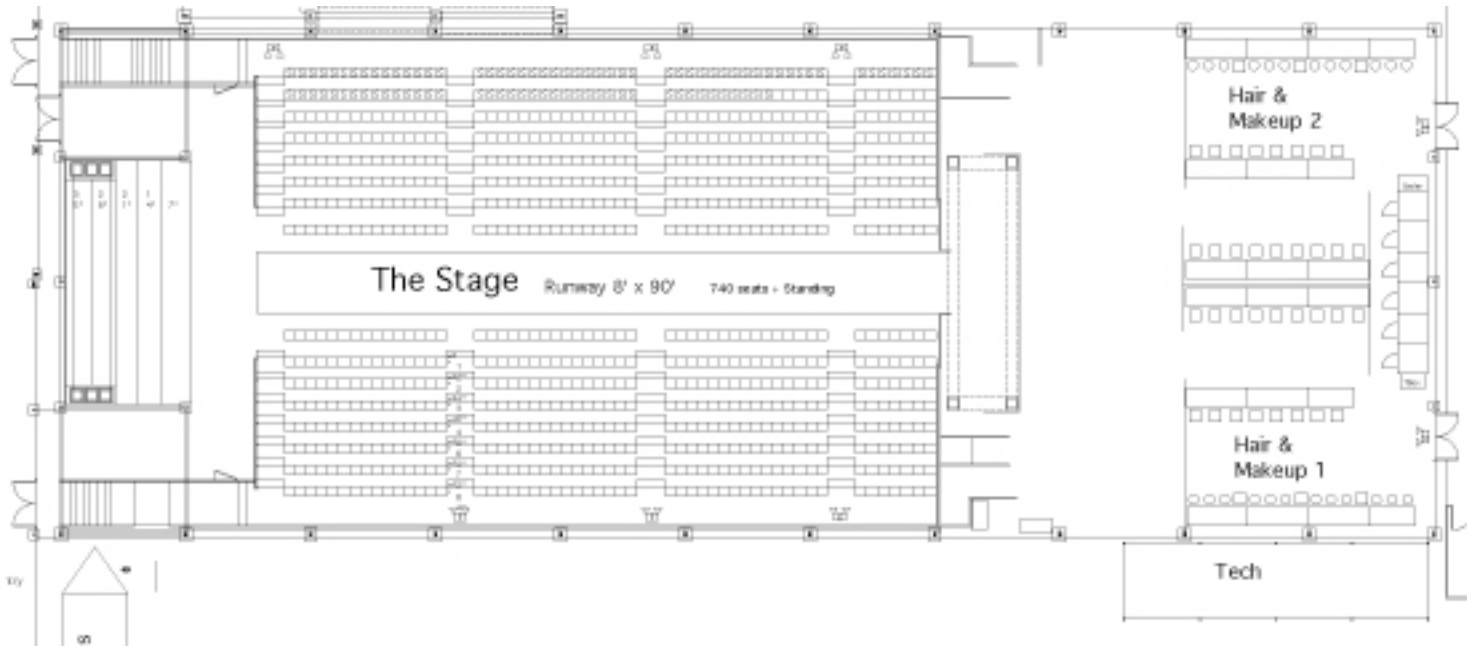 Hair &
Makeup 2
The Stage Runway 8' x 90' 740 seats + Standing
Hair &
Makeup 1
Tech
S